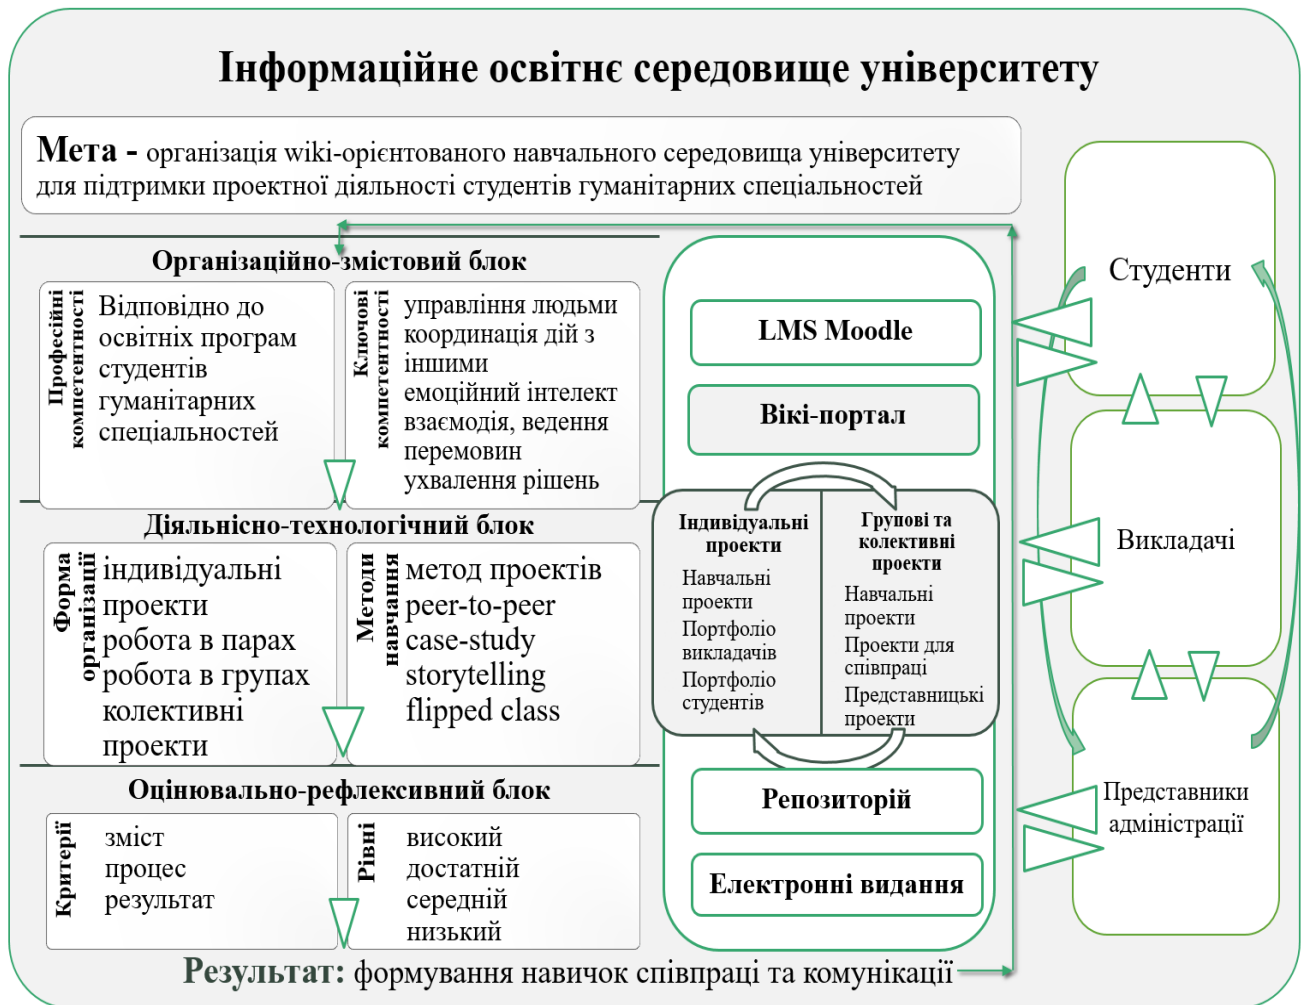 Інформаційне освітнє середовище університету
Мета - організація wiki-орієнтованого навчального середовища університету
для підтримки проектної діяльності студентів гуманітарних спеціальностей
Організаційно-змістовий блок
Професійні
компетентності
Відповідно до
освітніх програм
студентів
гуманітарних
спеціальностей
Ключові
компетентності
управління людьми
координація дій з
іншими
емоційний інтелект
взаємодія, ведення
перемовин
ухвалення рішень
Діяльнісно-технологічний блок
Форма
організації
індивідуальні
проекти
робота в парах
робота в групах
колективні
проекти
Методи
навчання
метод проектів
peer-to-peer
case-study
storytelling
flipped class
Оцінювально-рефлексивний блок
Критерії
зміст
процес
результат
Рівні
високий
достатній
середній
низький
LMS Moodle
Вікі-портал
Індивідуальні
проекти
Навчальні
проекти
Портфоліо
викладачів
Портфоліо
студентів
Групові та
колективні
проекти
Навчальні
проекти
Проекти для
співпраці
Представницькі
проекти
Репозиторій
Електронні видання
Студенти
Викладачі
Представники
адміністрації
Результат: формування навичок співпраці та комунікації